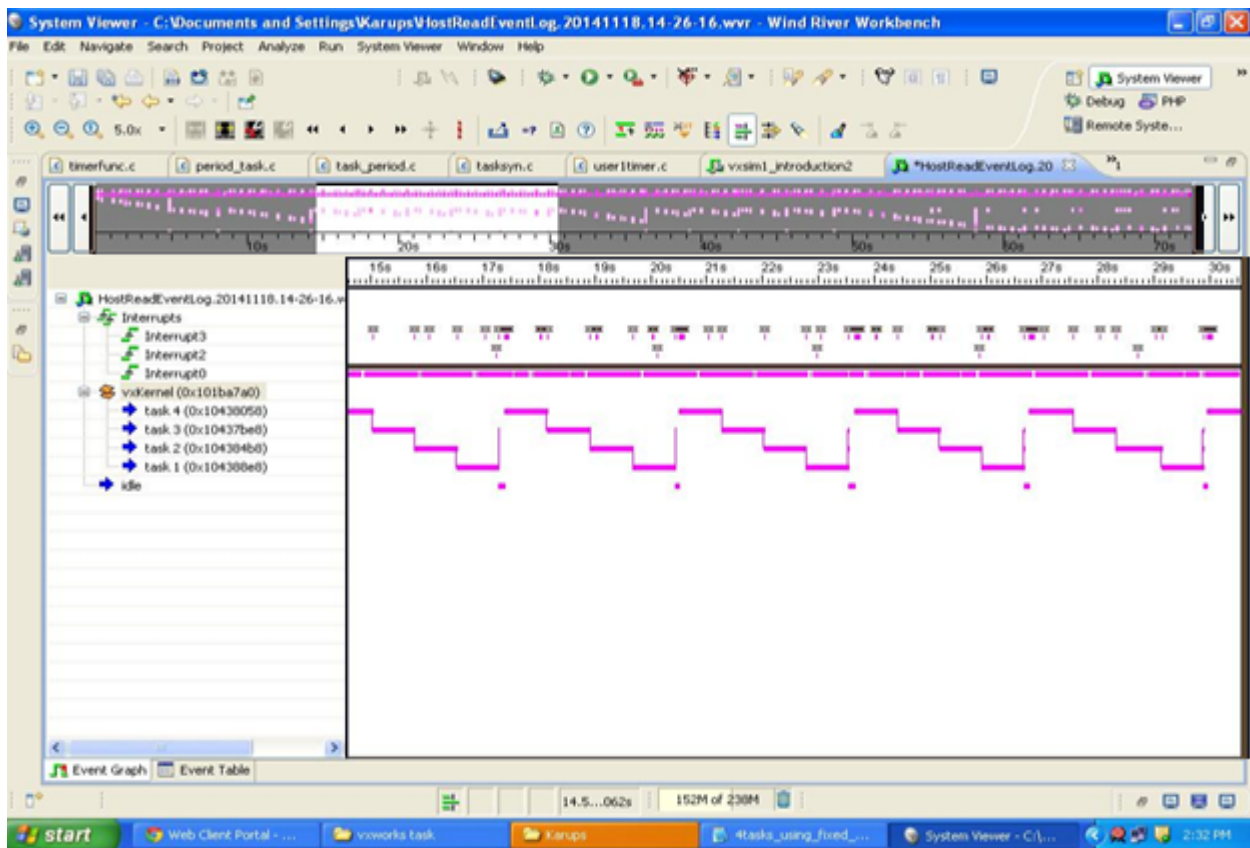 System Viewer - C:\Documents and Settings\Karups\HostReadEventLog.20141118.14-26-16.wvr - Wind River Workbench
File Edit Navigate Search Project Analyze Run System Viewer Window Help
System Viewer
Debug PHP
5.0x Remote Syste...
timerfunc.c period_task.c task_period.c tasksyn.c user1timer.c vxsim1_introduction2 *HostReadEventLog.20 1
10s 20s 30s 40s 50s 60s 70s
15s 16s 17s 18s 19s 20s 21s 22s 23s 24s 25s 26s 27s 28s 29s 30s
HostReadEventLog.20141118.14-26-16.w
Interrupts
Interrupt3
Interrupt2
Interrupt0
vxKernel (0x101ba7a0)
task 4 (0x10438058)
task 3 (0x10437be8)
task 2 (0x104384b8)
task 1 (0x104388e8)
idle
Event Graph Event Table
14.5...062s 152M of 238M
start Web Client Portal - ... vxworks task Karups 4tasks_using_fixed_... System Viewer - C:\... 2:32 PM